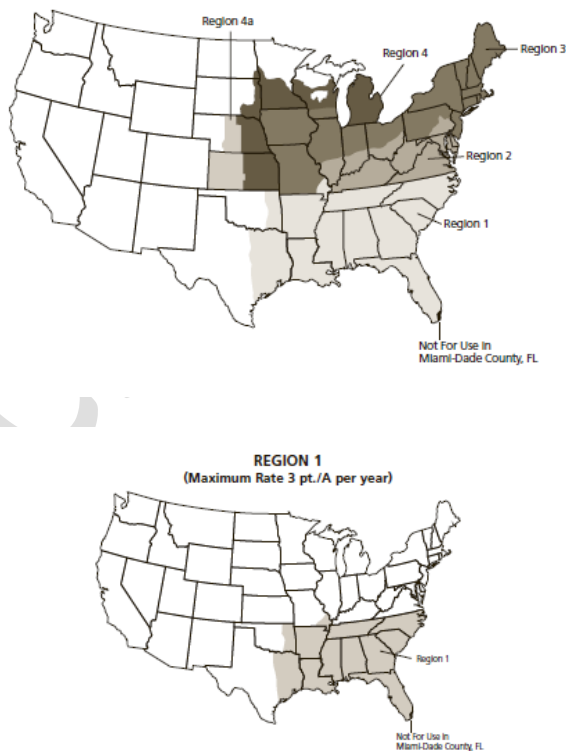 Region 4a
Region 4
Region 3
Region 2
Region 1
Not For Use In
Miami-Dade County, FL
REGION 1
(Maximum Rate 3 pt./A per year)
Region 1
Not For Use In
Miami-Dade County, FL